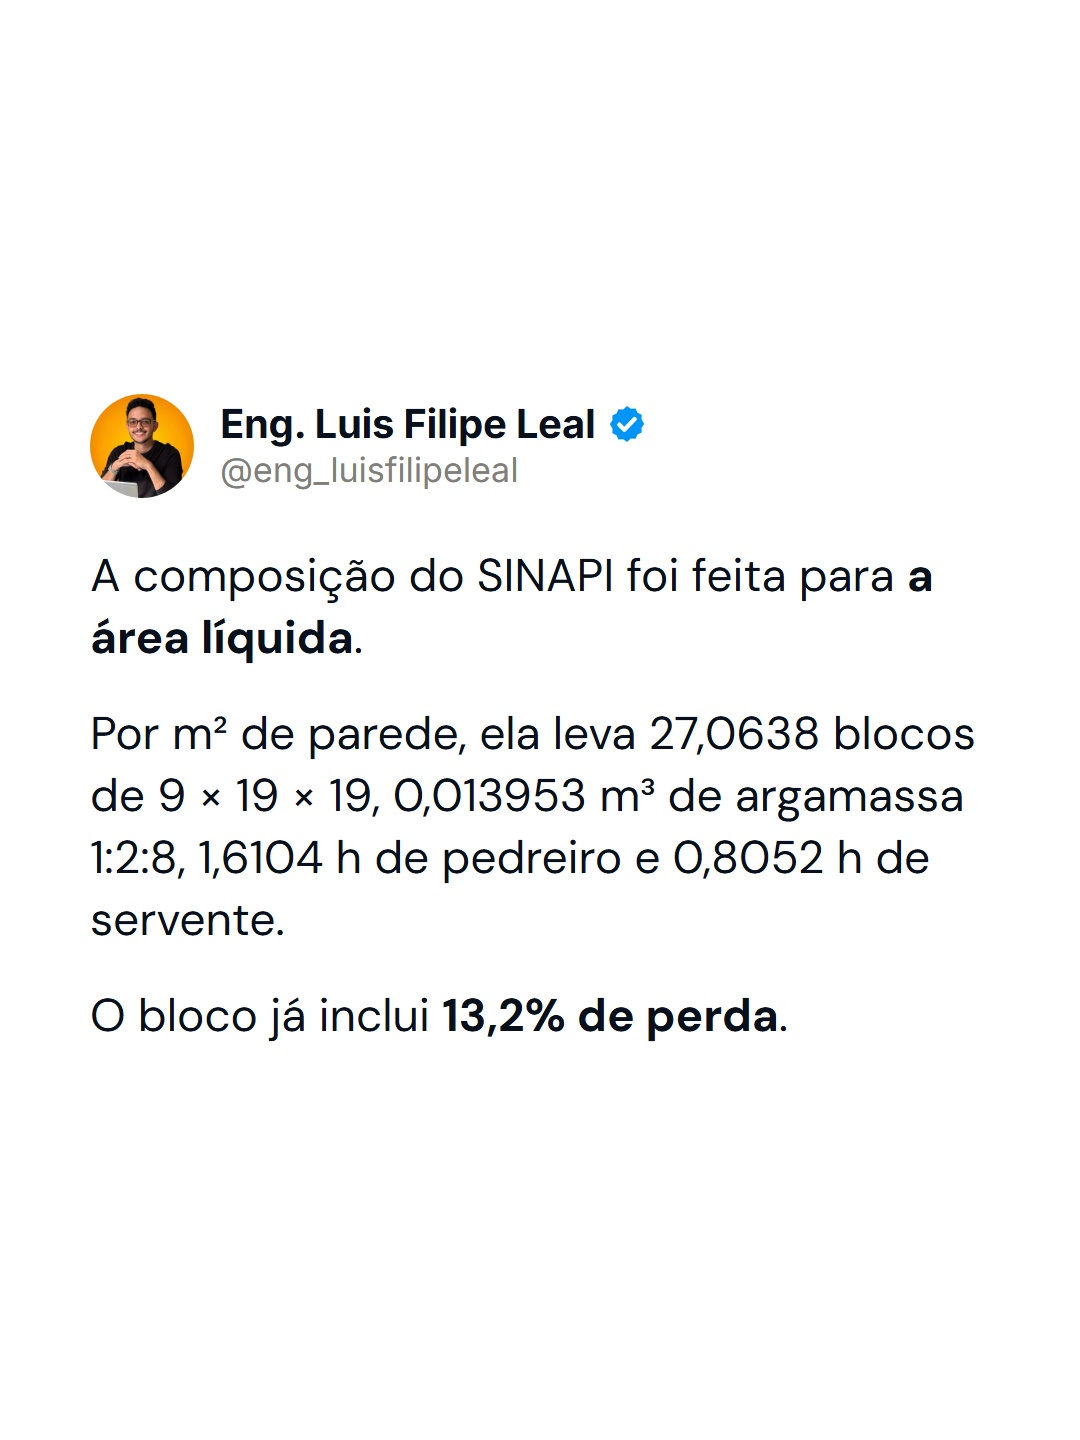 Eng. Luis Filipe Leal
@eng_luisfilipeleal
A composição do SINAPI foi feita para a
área líquida.
Por m² de parede, ela leva 27,0638 blocos
de 9 × 19 × 19, 0,013953 m³ de argamassa
1:2:8, 1,6104 h de pedreiro e 0,8052 h de
servente.
O bloco já inclui 13,2% de perda.